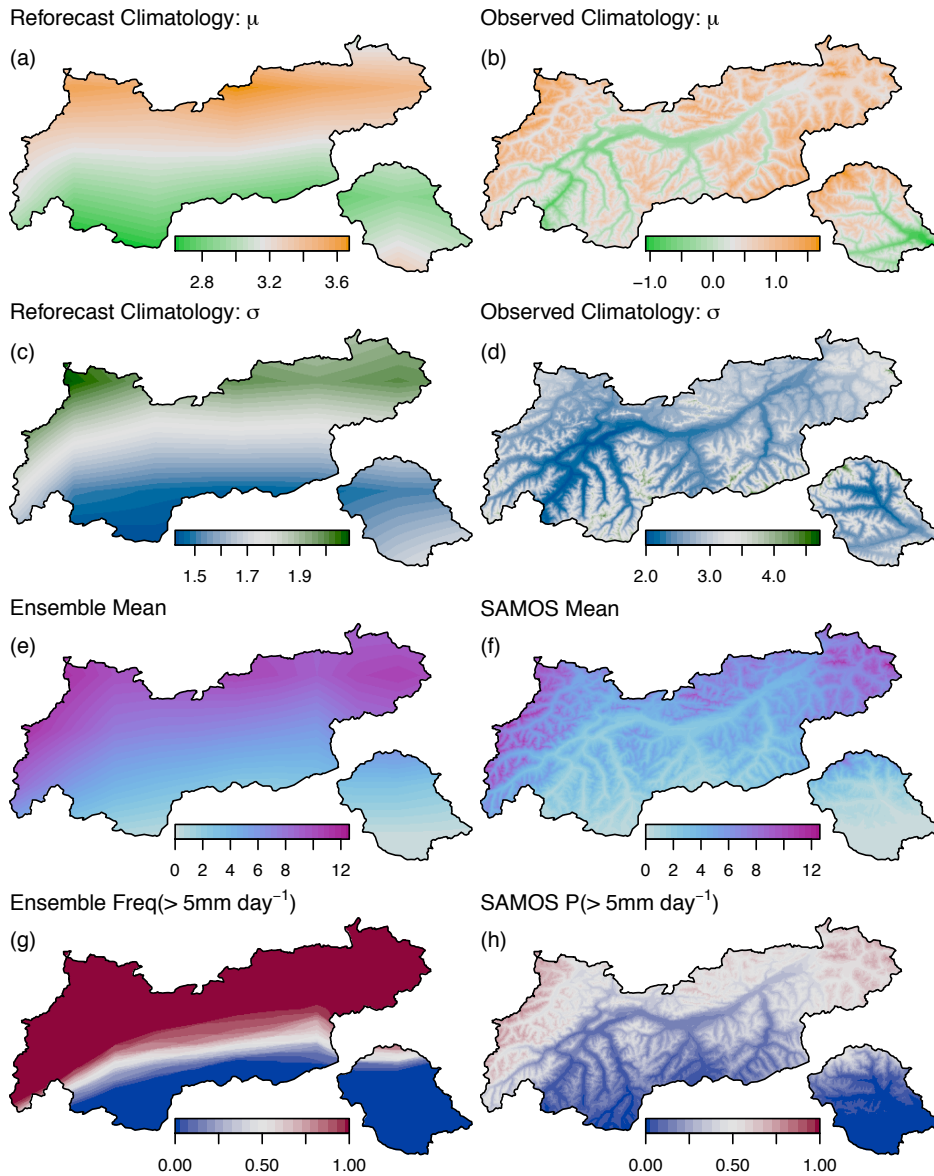 Reforecast Climatology: μ
Observed Climatology: μ
(a)
(b)
2.8 3.2 3.6
−1.0 0.0 1.0
Reforecast Climatology: σ
Observed Climatology: σ
(c)
(d)
1.5 1.7 1.9
2.0 3.0 4.0
Ensemble Mean
SAMOS Mean
(e)
(f)
0 2 4 6 8 12
0 2 4 6 8 12
Ensemble Freq(> 5mm day⁻¹)
SAMOS P(> 5mm day⁻¹)
(g)
(h)
0.00 0.50 1.00
0.00 0.50 1.00